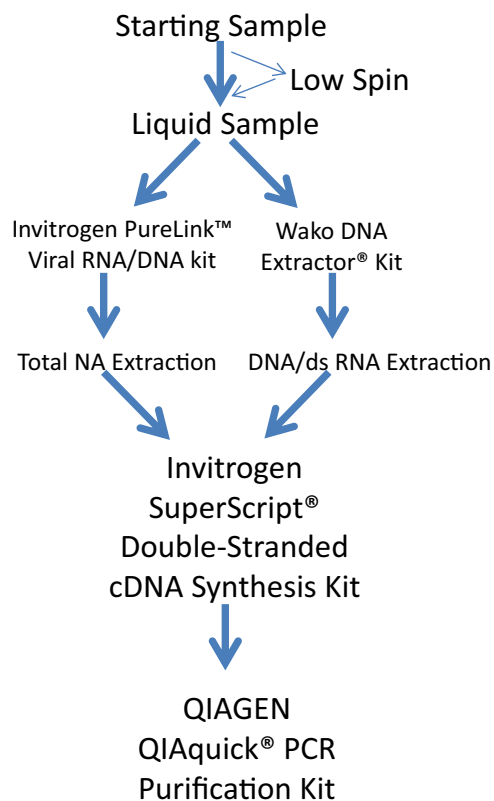 Starting Sample
Low Spin
Liquid Sample
Invitrogen PureLink™
Viral RNA/DNA kit
Wako DNA
Extractor® Kit
Total NA Extraction
DNA/ds RNA Extraction
Invitrogen
SuperScript®
Double-Stranded
cDNA Synthesis Kit
QIAGEN
QIAquick® PCR
Purification Kit